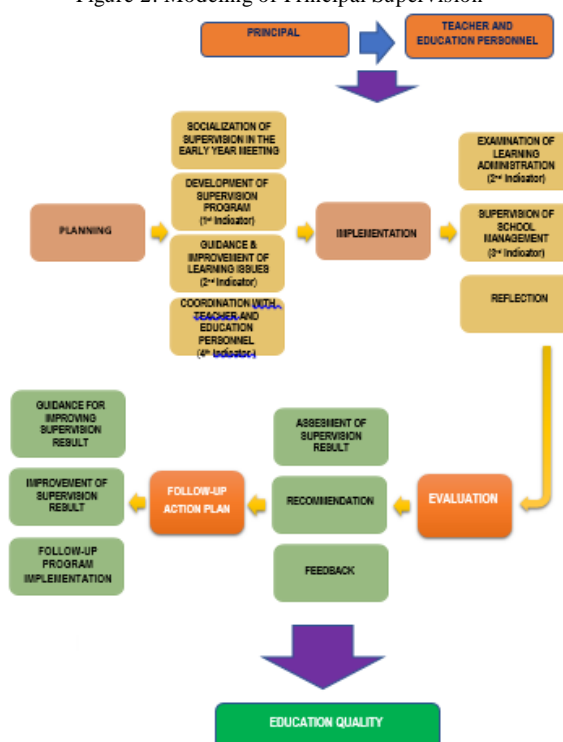 Figure 2. Modeling of Principal Supervision
PRINCIPAL
TEACHER AND
EDUCATION PERSONNEL
SOCIALIZATION OF
SUPERVISION IN THE
EARLY YEAR MEETING
DEVELOPMENT OF
SUPERVISION
PROGRAM
(1st Indicator)
GUIDANCE &
IMPROVEMENT OF
LEARNING ISSUES
(2nd Indicator)
COORDINATION WITH
TEACHER AND
EDUCATION
PERSONNEL
(4th Indicator)
PLANNING
IMPLEMENTATION
EXAMINATION OF
LEARNING
ADMINISTRATION
(2nd Indicator)
SUPERVISION OF
SCHOOL
MANAGEMENT
(3rd Indicator)
REFLECTION
GUIDANCE FOR
IMPROVING
SUPERVISION
RESULT
IMPROVEMENT OF
SUPERVISION
RESULT
FOLLOW-UP
PROGRAM
IMPLEMENTATION
FOLLOW-UP
ACTION PLAN
ASSESMENT OF
SUPERVISION
RESULT
RECOMMENDATION
FEEDBACK
EVALUATION
EDUCATION QUALITY